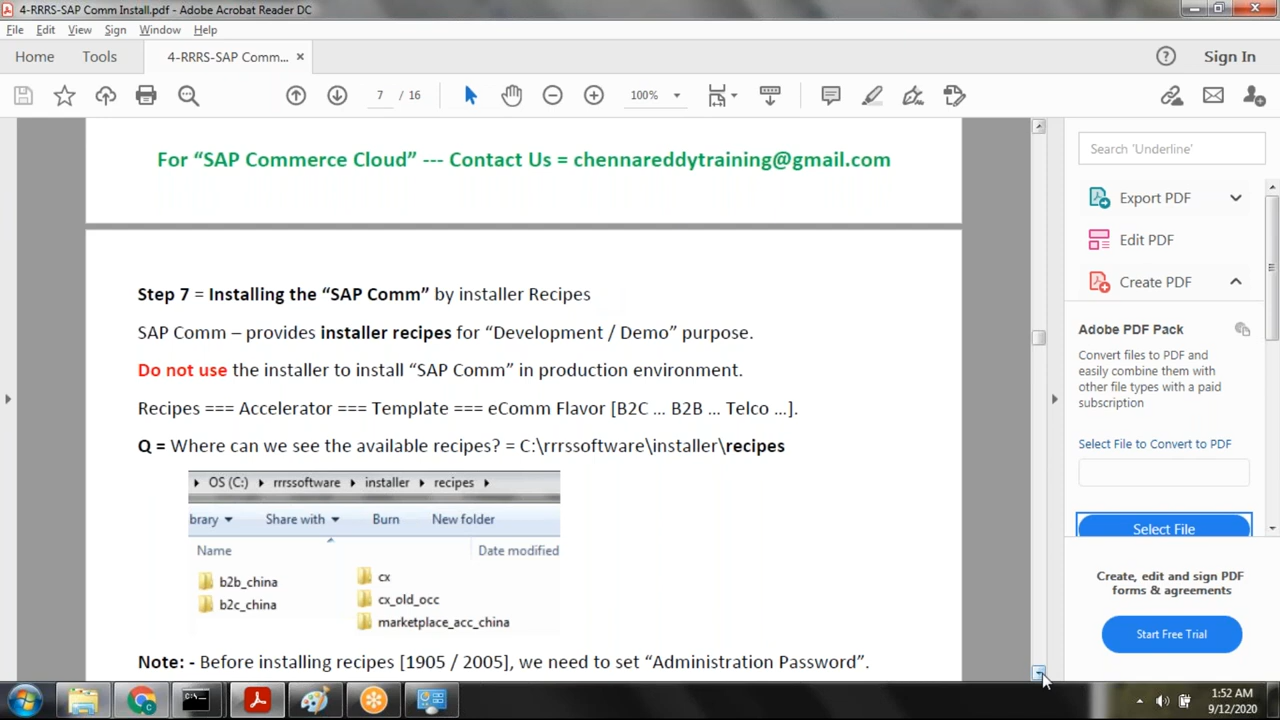 4-RRRS-SAP Comm Install.pdf - Adobe Acrobat Reader DC
File Edit View Sign Window Help
Home Tools 4-RRRS-SAP Comm... × Sign In
7 / 16 100%
For “SAP Commerce Cloud” --- Contact Us = chennareddytraining@gmail.com
Step 7 = Installing the “SAP Comm” by installer Recipes
SAP Comm – provides installer recipes for “Development / Demo” purpose.
Do not use the installer to install “SAP Comm” in production environment.
Recipes === Accelerator === Template === eComm Flavor [B2C ... B2B ... Telco ...].
Q = Where can we see the available recipes? = C:\rrrssoftware\installer\recipes
OS (C:) rrrssoftware installer recipes
brary Share with Burn New folder
Name Date modified
b2b_china
b2c_china
cx
cx_old_occ
marketplace_acc_china
Note: - Before installing recipes [1905 / 2005], we need to set “Administration Password”.
Search 'Underline'
Export PDF
Edit PDF
Create PDF
Adobe PDF Pack
Convert files to PDF and
easily combine them with
other file types with a paid
subscription
Select File to Convert to PDF
Select File
Create, edit and sign PDF
forms & agreements
Start Free Trial
C:\
1:52 AM
9/12/2020